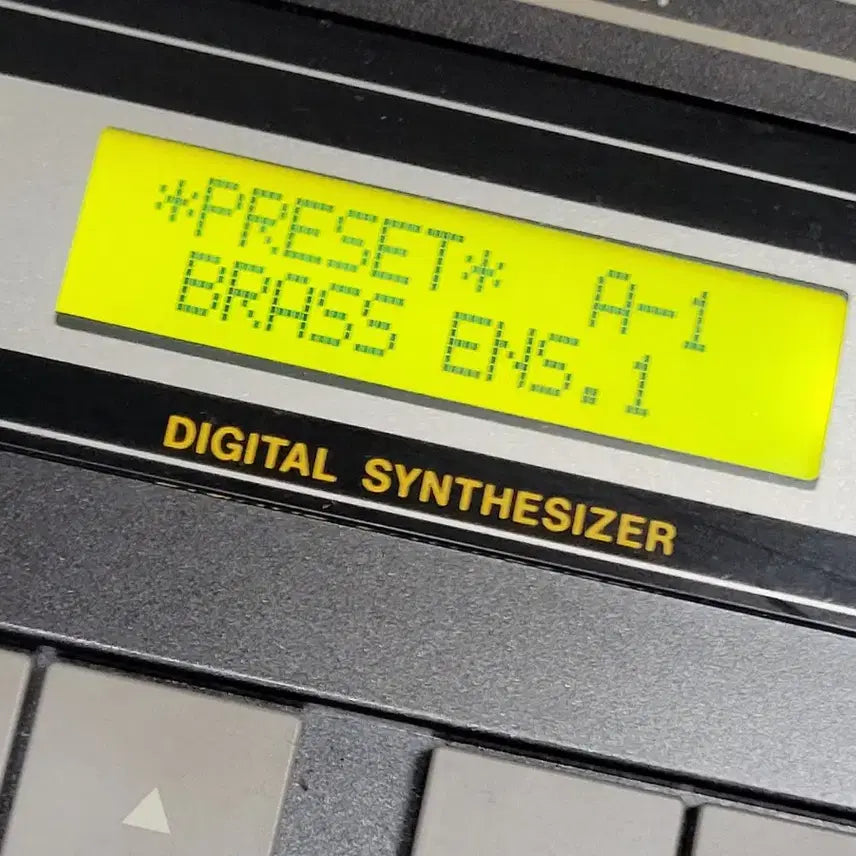 *PRESET* A-1
BRASS ENS.1
DIGITAL SYNTHESIZER